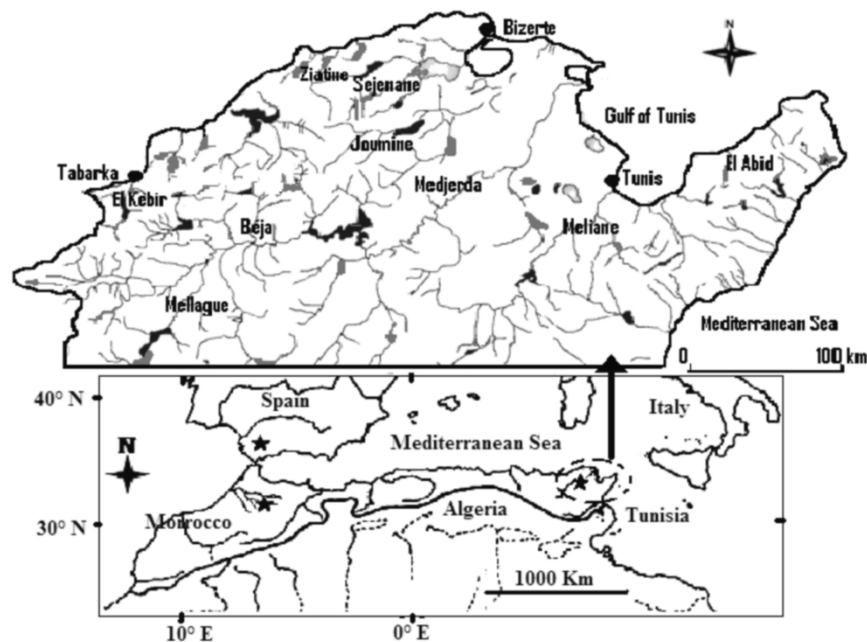 N
Bizerte
Ziatine
Sejenane
Gulf of Tunis
Joumine
El Abid
Tabarka
Medjerda
Tunis
El Kebir
Béja
Meliane
Mellague
Mediterranean Sea
0 100 km
40° N
Spain
Italy
Mediterranean Sea
N
Morrocco
Algeria
Tunisia
30° N
1000 Km
10° E
0° E